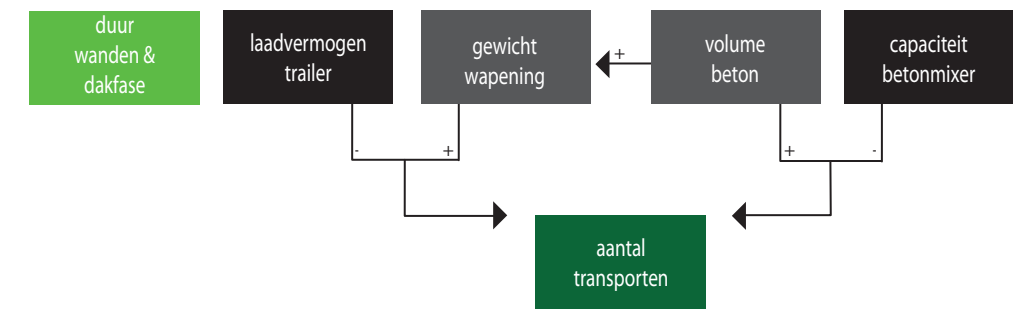 duur
wanden &
dakfase
laadvermogen
trailer
gewicht
wapening
+
volume
beton
capaciteit
betonmixer
-
+
+
-
aantal
transporten